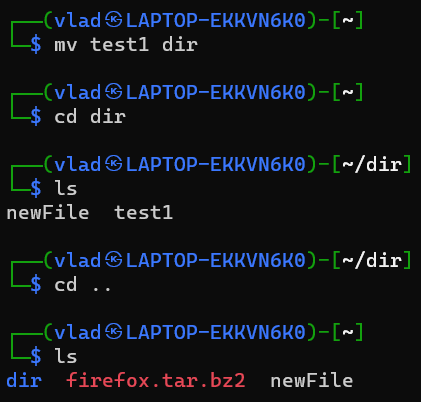 ┌──(vlad㉿LAPTOP-EKKVN6K0)-[~]
└─$ mv test1 dir
┌──(vlad㉿LAPTOP-EKKVN6K0)-[~]
└─$ cd dir
┌──(vlad㉿LAPTOP-EKKVN6K0)-[~/dir]
└─$ ls
newFile  test1
┌──(vlad㉿LAPTOP-EKKVN6K0)-[~/dir]
└─$ cd ..
┌──(vlad㉿LAPTOP-EKKVN6K0)-[~]
└─$ ls
dir  firefox.tar.bz2  newFile